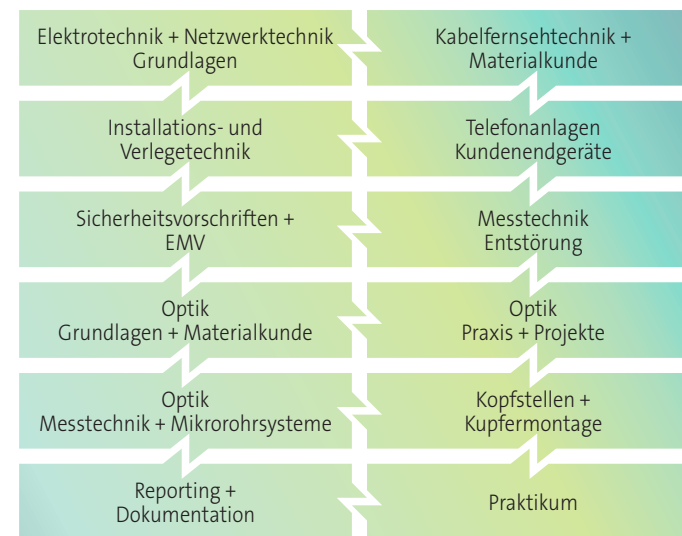 Elektrotechnik + Netzwerktechnik
Grundlagen
Kabelfernsehtechnik +
Materialkunde
Installations- und
Verlegetechnik
Telefonanlagen
Kundenendgeräte
Sicherheitsvorschriften +
EMV
Messtechnik
Entstörung
Optik
Grundlagen + Materialkunde
Optik
Praxis + Projekte
Optik
Messtechnik + Mikrorohrsysteme
Kopfstellen +
Kupfermontage
Reporting +
Dokumentation
Praktikum